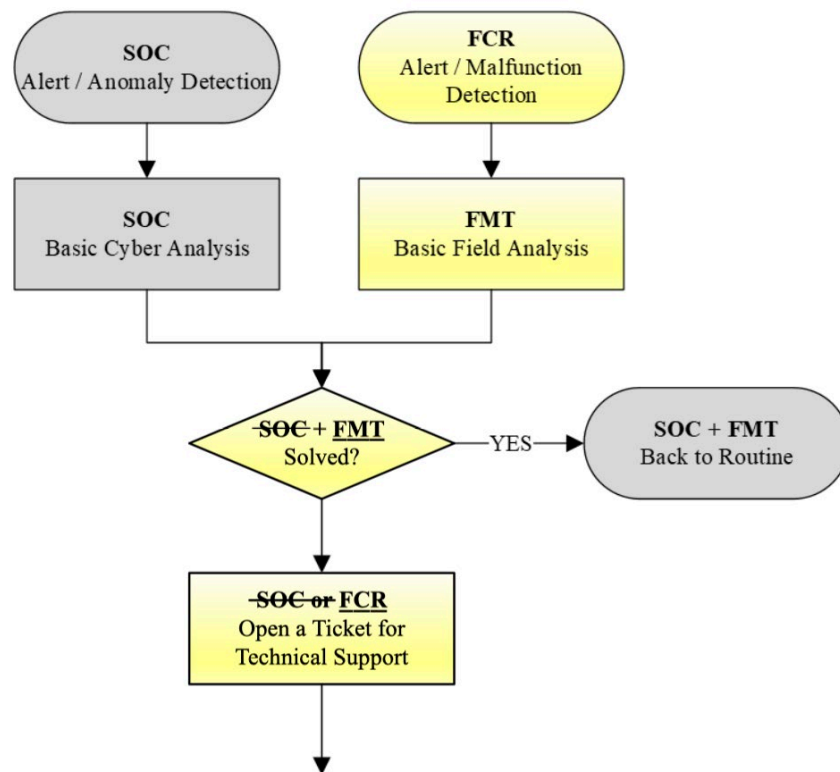 SOC
Alert / Anomaly Detection
FCR
Alert / Malfunction
Detection
SOC
Basic Cyber Analysis
FMT
Basic Field Analysis
SOC + FMT
Solved?
YES
SOC + FMT
Back to Routine
SOC or FCR
Open a Ticket for
Technical Support